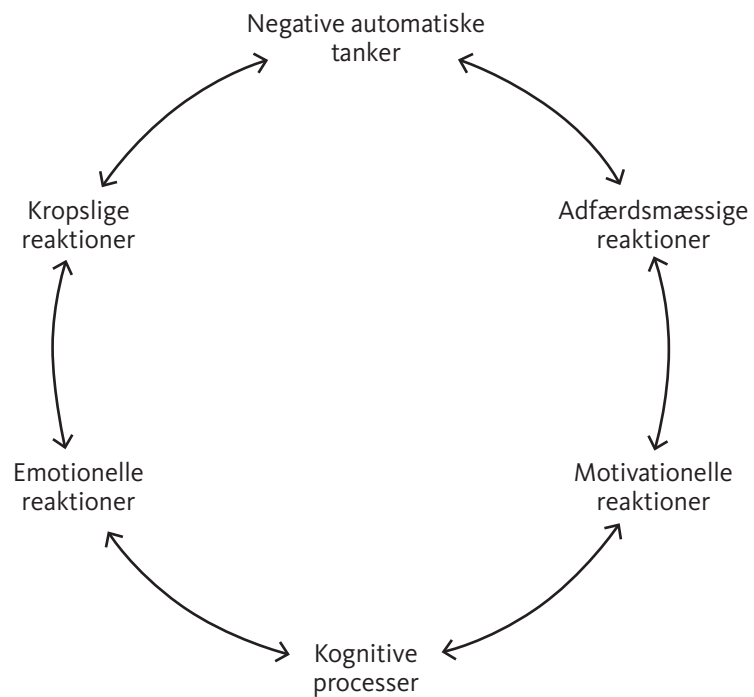 Negative automatiske
tanker
Kropslige
reaktioner
Adfærdsmæssige
reaktioner
Emotionelle
reaktioner
Motivationelle
reaktioner
Kognitive
processer